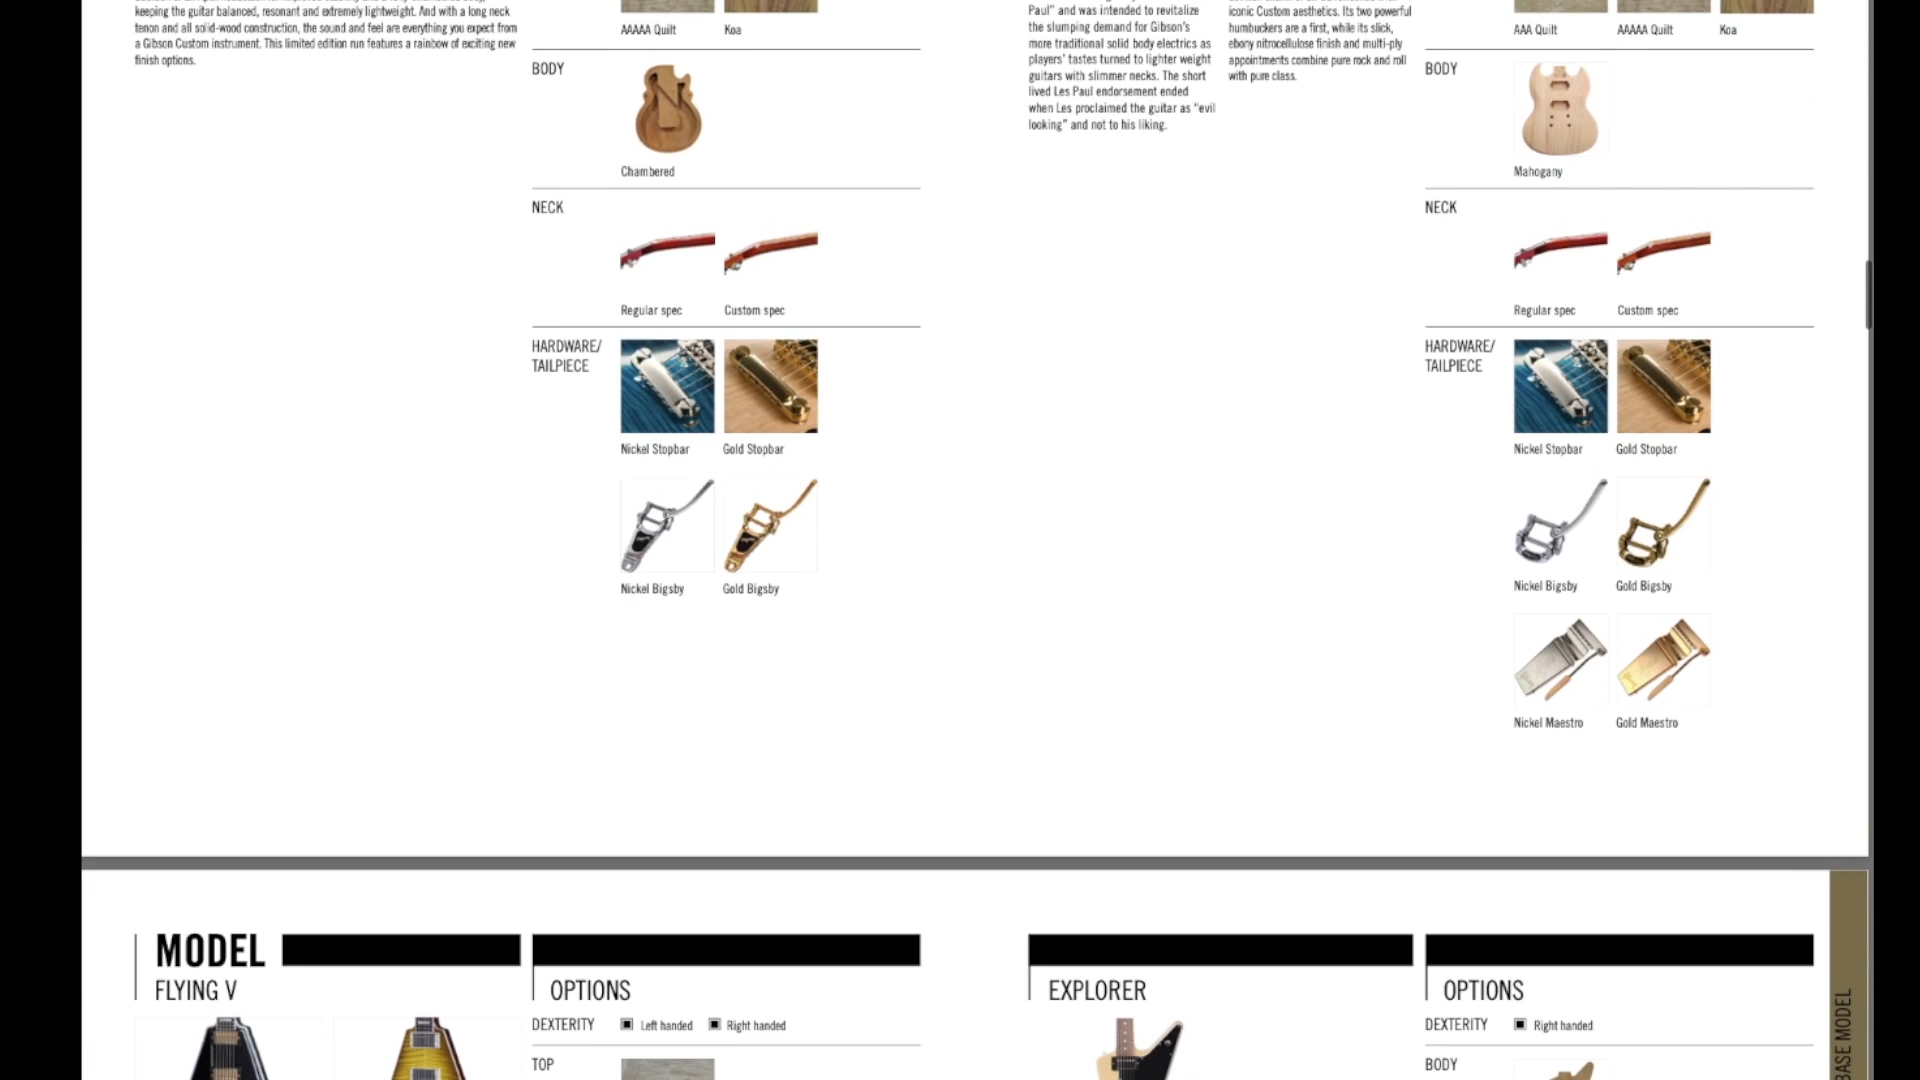 keeping the guitar balanced, resonant and extremely lightweight. And with a long neck
tenon and all solid-wood construction, the sound and feel are everything you expect from
a Gibson Custom instrument. This limited edition run features a rainbow of exciting new
finish options.
AAAAA Quilt Koa
BODY
Chambered
NECK
Regular spec Custom spec
HARDWARE/
TAILPIECE
Nickel Stopbar Gold Stopbar
Nickel Bigsby Gold Bigsby
Paul” and was intended to revitalize
the slumping demand for Gibson's
more traditional solid body electrics as
players’ tastes turned to lighter weight
guitars with slimmer necks. The short
lived Les Paul endorsement ended
when Les proclaimed the guitar as “evil
looking” and not to his liking.
iconic Custom aesthetics. Its two powerful
humbuckers are a first, while its slick,
ebony nitrocellulose finish and multi-ply
appointments combine pure rock and roll
with pure class.
AAA Quilt AAAAA Quilt Koa
BODY
Mahogany
NECK
Regular spec Custom spec
HARDWARE/
TAILPIECE
Nickel Stopbar Gold Stopbar
Nickel Bigsby Gold Bigsby
Nickel Maestro Gold Maestro
MODEL
FLYING V
OPTIONS
DEXTERITY Left handed Right handed
TOP
EXPLORER
OPTIONS
DEXTERITY Right handed
BODY
BASE MODEL